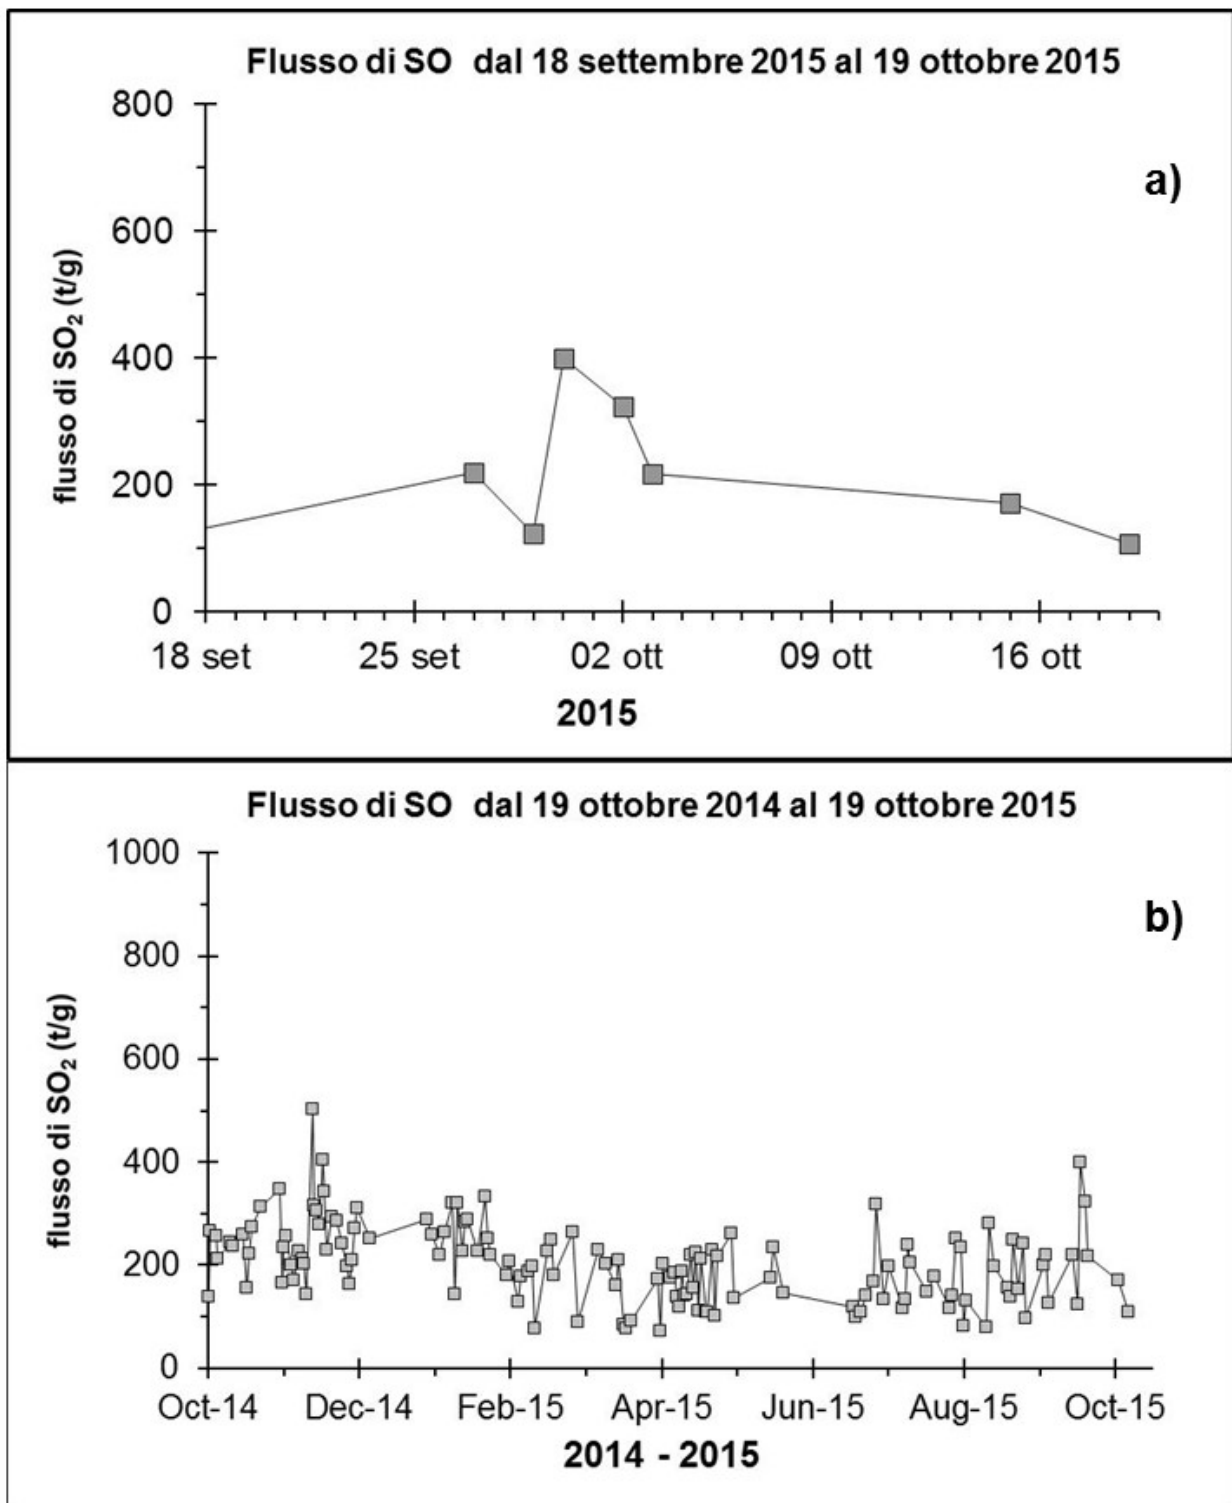 Flusso di SO dal 18 settembre 2015 al 19 ottobre 2015
a)
flusso di SO₂ (t/g)
800
600
400
200
0
18 set 25 set 02 ott 09 ott 16 ott
2015
Flusso di SO dal 19 ottobre 2014 al 19 ottobre 2015
b)
flusso di SO₂ (t/g)
1000
800
600
400
200
0
Oct-14 Dec-14 Feb-15 Apr-15 Jun-15 Aug-15 Oct-15
2014 - 2015